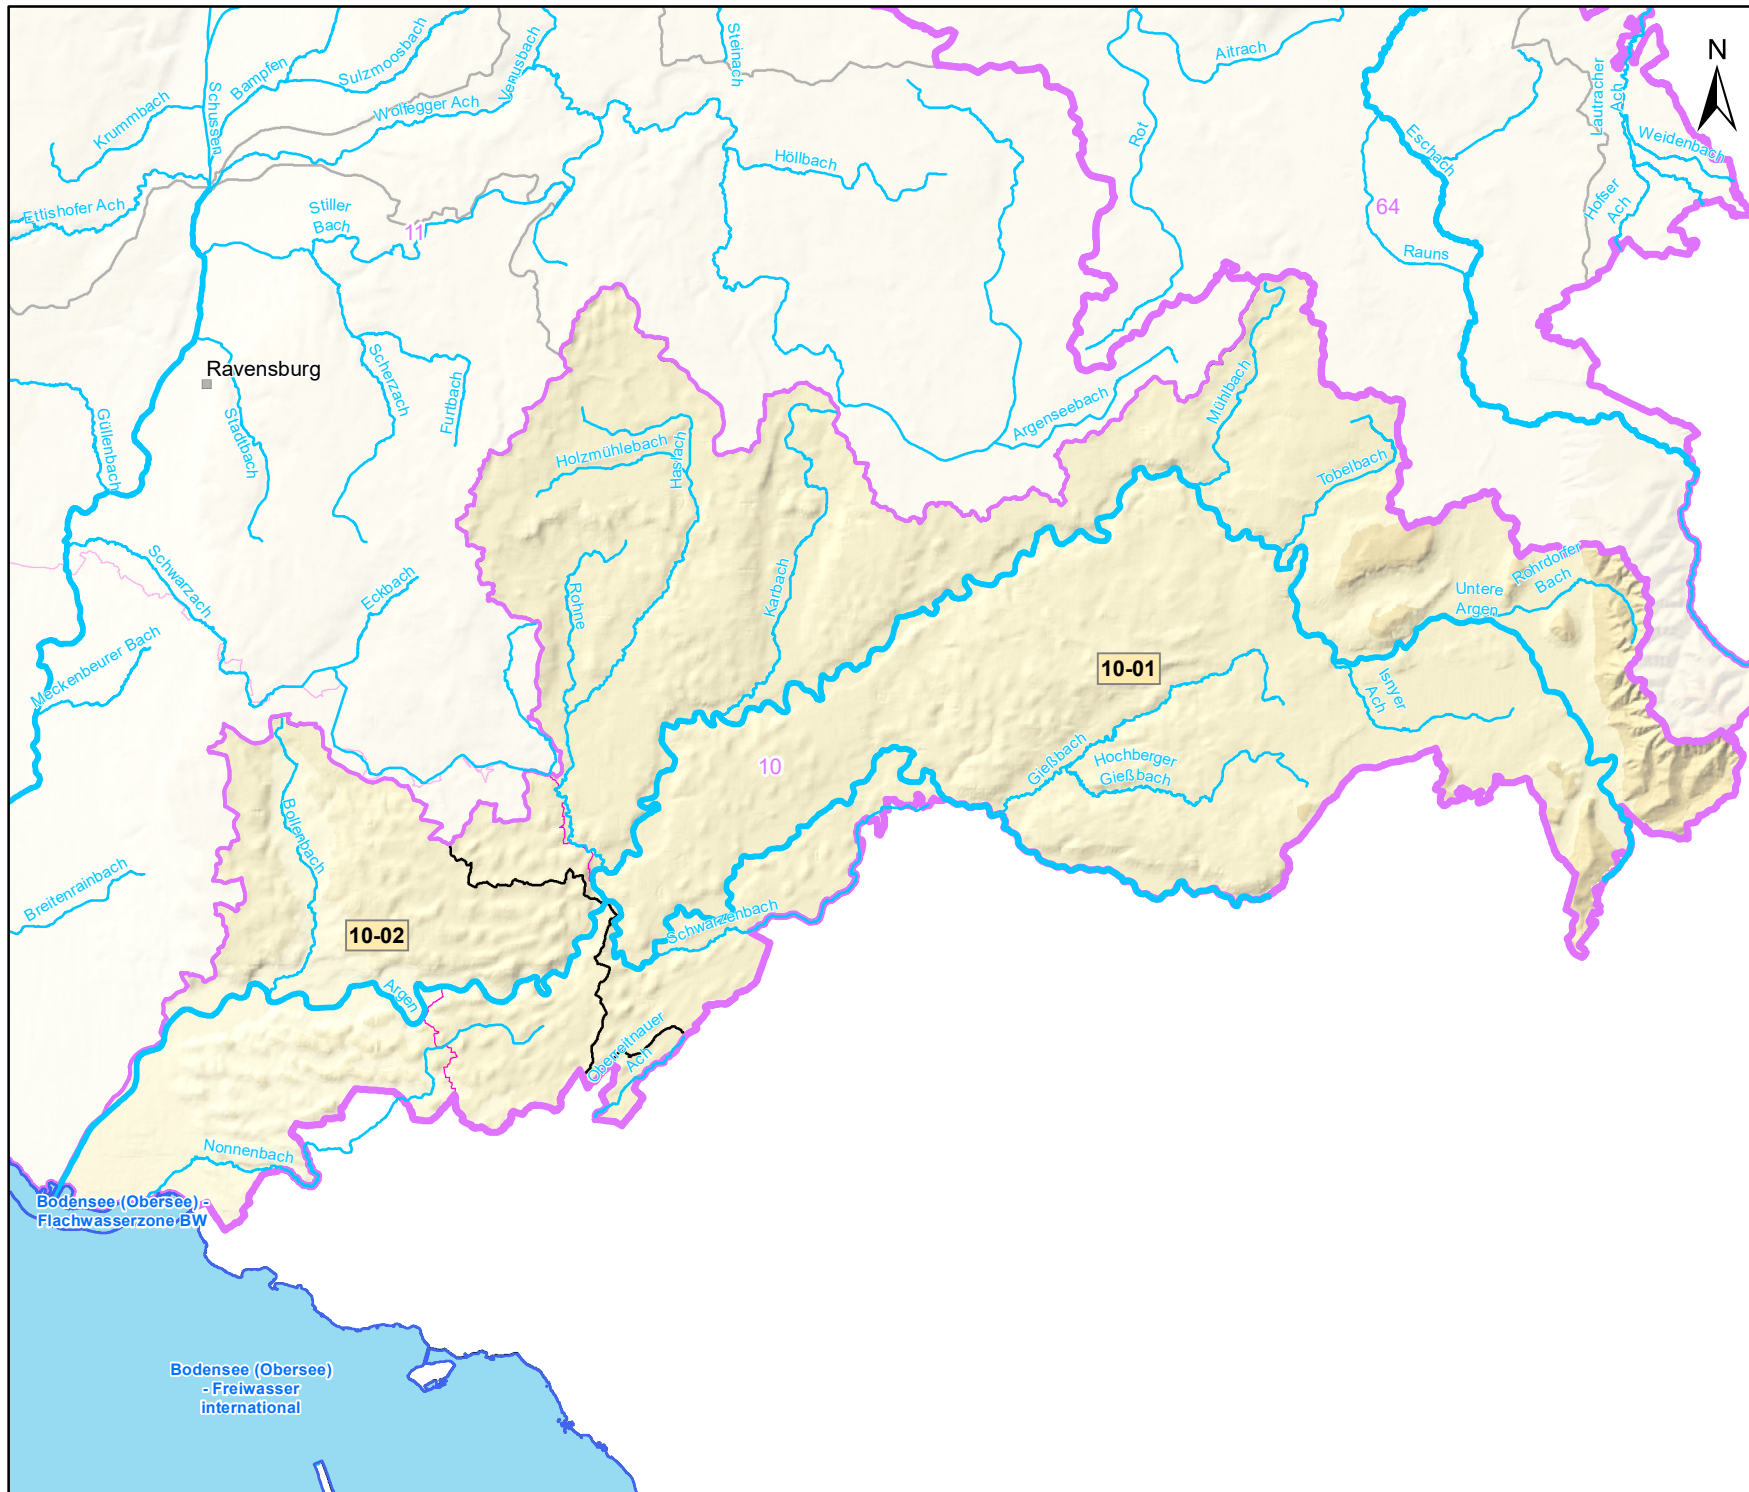 N
Steinach
Venusbach
Sulzmoosbach
Bampfen
Schussen
Krummbach
Wolfegger Ach
Aitrach
Rot
Eschach
Lautracher
Ach
Weidenbach
Hofser
Ach
Höllbach
Ettishofer Ach
Stiller
Bach
11
64
Rauns
Ravensburg
Scherzach
Furtbach
Stadtbach
Güllenbach
Argenseebach
Mühlbach
Holzmühlebach
Haslach
Tobelbach
Schwarzach
Eckbach
Rohne
Karbach
Untere
Argen
Rohrdorfer
Bach
Meckenbeurer Bach
10-01
Isnyer
Ach
10
Gießbach
Hochberger
Gießbach
Bollenbach
Breitenrainbach
10-02
Schwarzenbach
Argen
Oberreitnauer
Ach
Nonnenbach
Bodensee (Obersee) -
Flachwasserzone BW
Bodensee (Obersee)
- Freiwasser
international